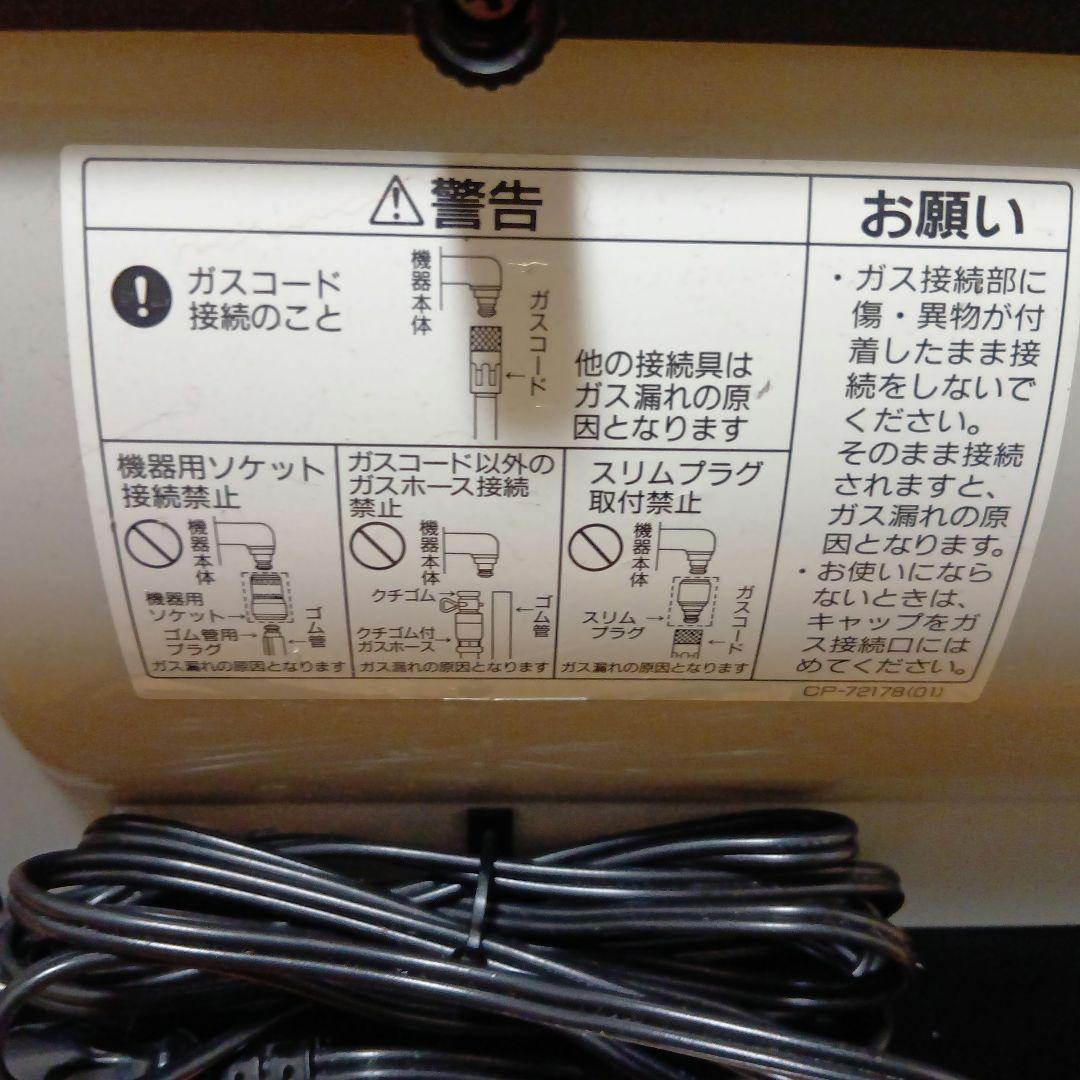 警告
ガスコード
接続のこと
機器本体
ガスコード
他の接続具は
ガス漏れの原
因となります
機器用ソケット
接続禁止
機器本体
機器用
ソケット
ゴム管用
プラグ
ゴム管
ガス漏れの原因となります
ガスコード以外の
ガスホース接続
禁止
機器本体
クチゴム
クチゴム付
ガスホース
ゴム管
ガス漏れの原因となります
スリムプラグ
取付禁止
機器本体
スリム
プラグ
ガスコード
ガス漏れの原因となります
お願い
・ガス接続部に
傷・異物が付
着したまま接
続をしないで
ください。
そのまま接続
されますと、
ガス漏れの原
因となります。
・お使いになら
ないときは、
キャップをガ
ス接続口には
めてください。
CP-72178(01)